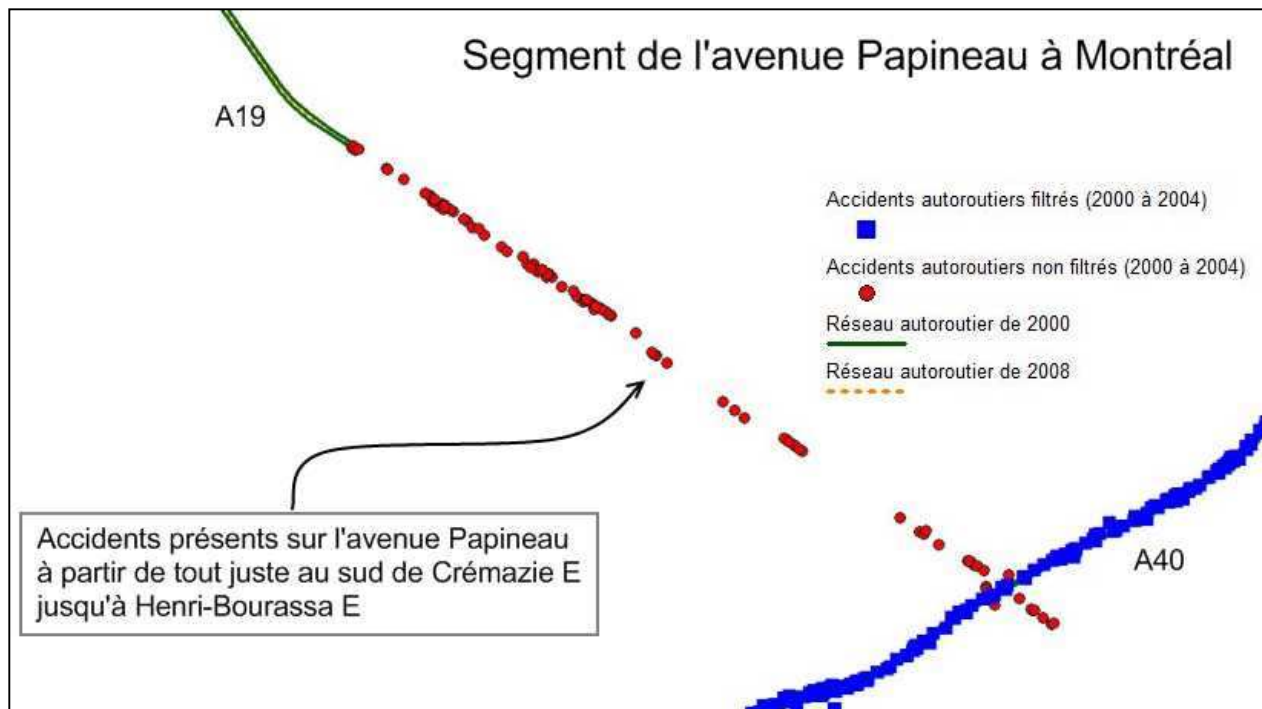 Segment de l'avenue Papineau à Montréal
A19
Accidents autoroutiers filtrés (2000 à 2004)
Accidents autoroutiers non filtrés (2000 à 2004)
Réseau autoroutier de 2000
Réseau autoroutier de 2008
Accidents présents sur l'avenue Papineau
à partir de tout juste au sud de Crémazie E
jusqu'à Henri-Bourassa E
A40